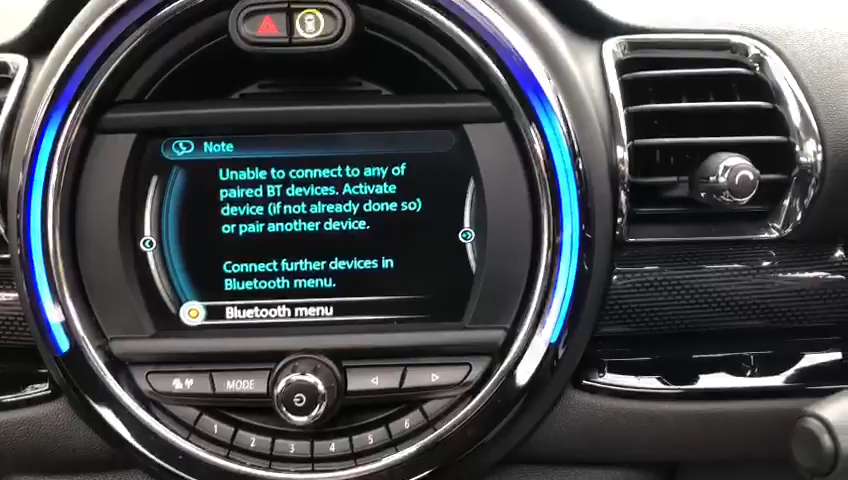 Note
Unable to connect to any of
paired BT devices. Activate
device (if not already done so)
or pair another device.
Connect further devices in
Bluetooth menu.
Bluetooth menu
MODE
1 2 3 4 5 6